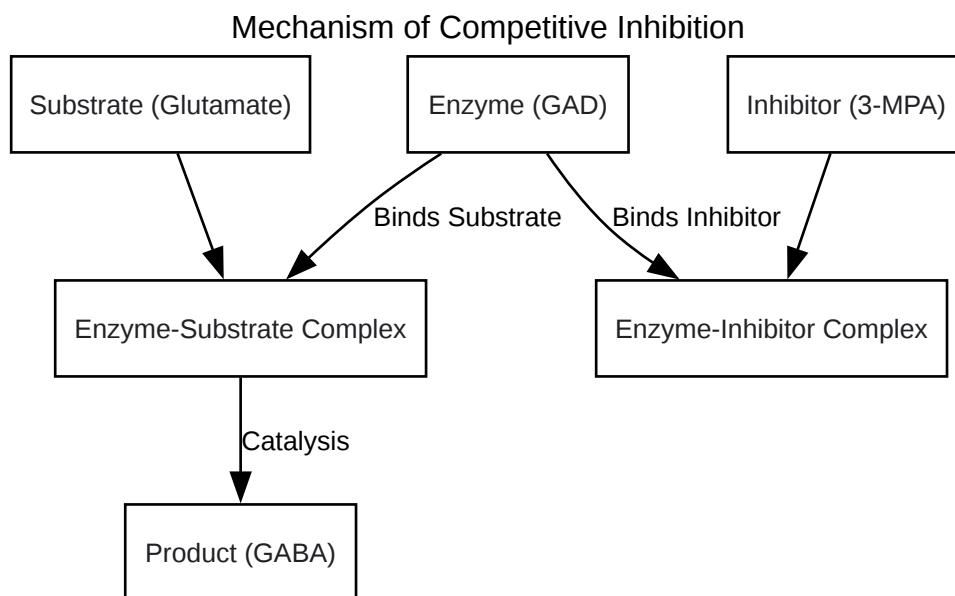 Mechanism of Competitive Inhibition
Substrate (Glutamate)
Enzyme (GAD)
Inhibitor (3-MPA)
Binds Substrate
Binds Inhibitor
Enzyme-Substrate Complex
Enzyme-Inhibitor Complex
Catalysis
Product (GABA)